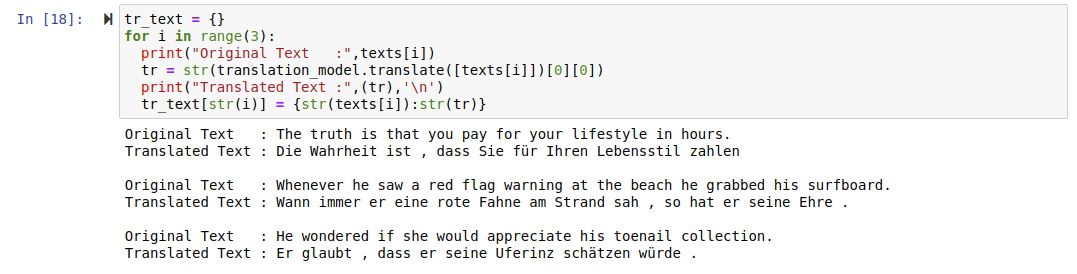 In [18]: tr_text = {}
for i in range(3):
  print("Original Text   :",texts[i])
  tr = str(translation_model.translate([texts[i]])[0][0])
  print("Translated Text :",(tr),'\n')
  tr_text[str(i)] = {str(texts[i]):str(tr)}
Original Text   : The truth is that you pay for your lifestyle in hours.
Translated Text : Die Wahrheit ist , dass Sie für Ihren Lebensstil zahlen
Original Text   : Whenever he saw a red flag warning at the beach he grabbed his surfboard.
Translated Text : Wann immer er eine rote Fahne am Strand sah , so hat er seine Ehre .
Original Text   : He wondered if she would appreciate his toenail collection.
Translated Text : Er glaubt , dass er seine Uferinz schätzen würde .